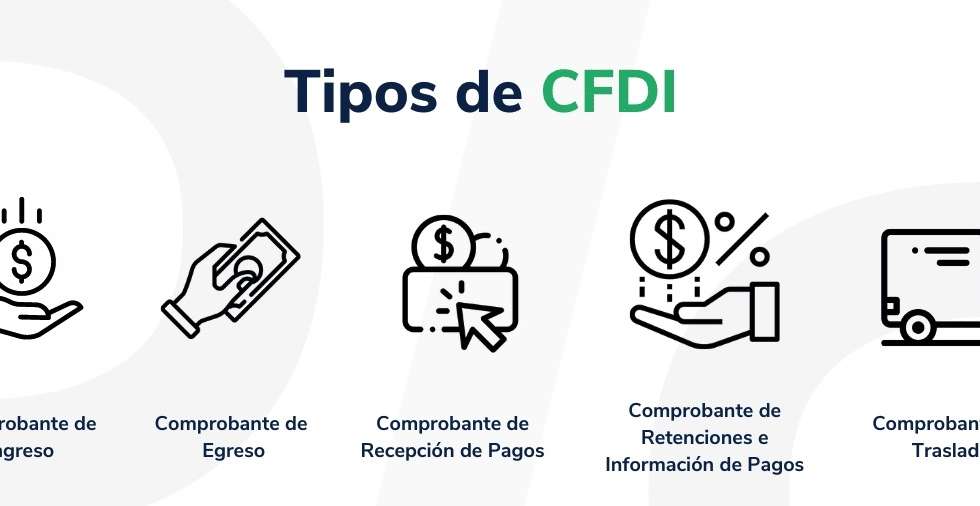 Tipos de CFDI
robante de
greso
Comprobante de
Egreso
Comprobante de
Recepción de Pagos
Comprobante de
Retenciones e
Información de Pagos
Comproban
Traslad